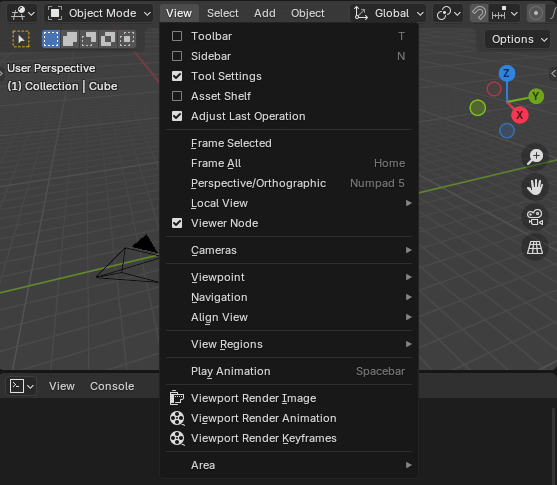 Object Mode View Select Add Object Global
Options
User Perspective
(1) Collection | Cube
Z
Y
X
Toolbar T
Sidebar N
Tool Settings
Asset Shelf
Adjust Last Operation
Frame Selected
Frame All Home
Perspective/Orthographic Numpad 5
Local View
Viewer Node
Cameras
Viewpoint
Navigation
Align View
View Regions
Play Animation Spacebar
Viewport Render Image
Viewport Render Animation
Viewport Render Keyframes
Area
View Console